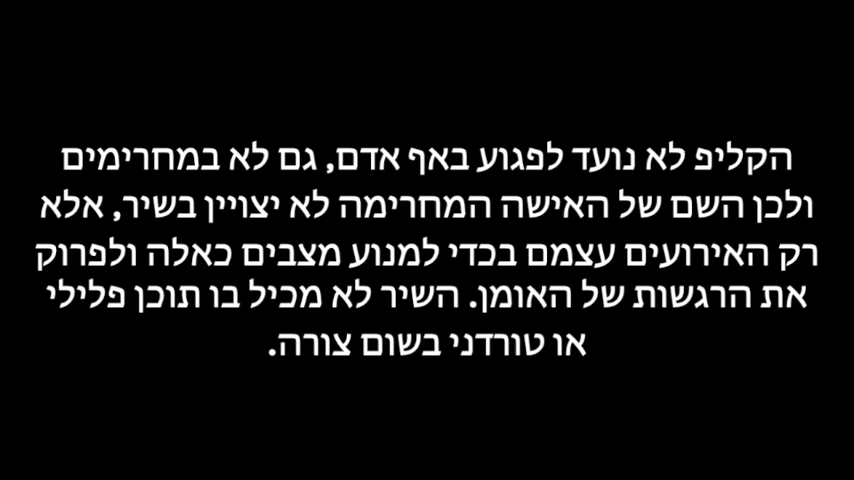 הקליפ לא נועד לפגוע באף אדם, גם לא במחרימים
ולכן השם של האישה המחרימה לא יצויין בשיר, אלא
רק האירועים עצמם בכדי למנוע מצבים כאלה ולפרוק
את הרגשות של האומן. השיר לא מכיל בו תוכן פלילי
או טורדני בשום צורה.